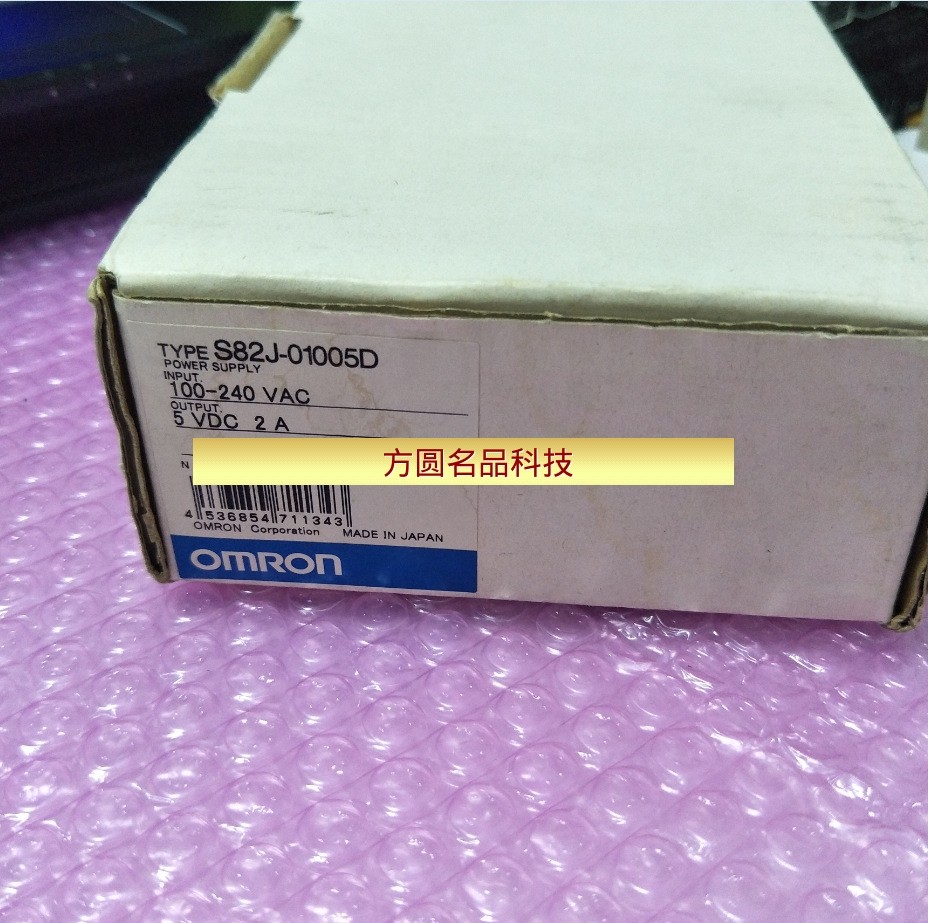 TYPE S82J-01005D
POWER SUPPLY
INPUT.
100-240 VAC
OUTPUT.
5 VDC 2 A
N
方圆名品科技
4 536854 711343
OMRON Corporation MADE IN JAPAN
OMRON